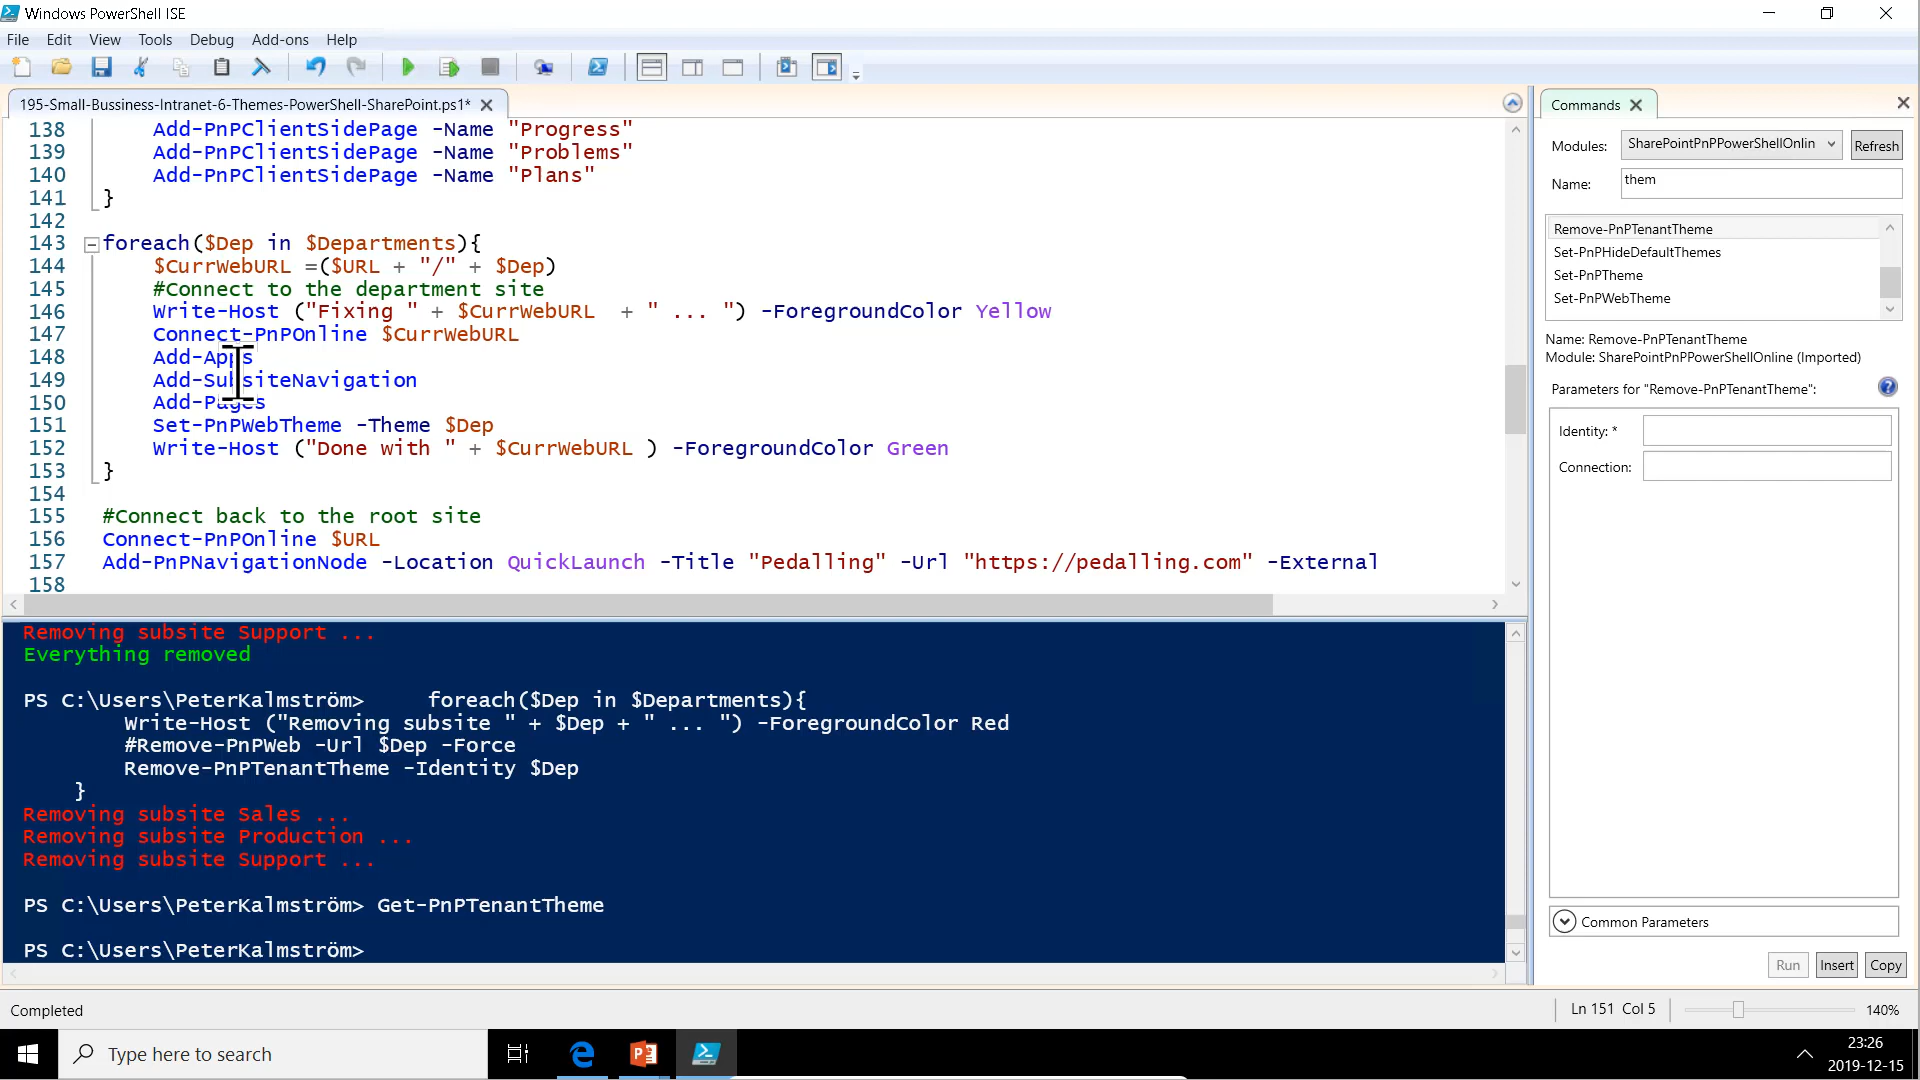 Windows PowerShell ISE
File Edit View Tools Debug Add-ons Help
195-Small-Bussiness-Intranet-6-Themes-PowerShell-SharePoint.ps1*
138 Add-PnPClientSidePage -Name "Progress"
139 Add-PnPClientSidePage -Name "Problems"
140 Add-PnPClientSidePage -Name "Plans"
141 }
142
143 foreach($Dep in $Departments){
144 $CurrWebURL =($URL + "/" + $Dep)
145 #Connect to the department site
146 Write-Host ("Fixing " + $CurrWebURL + " ... ") -ForegroundColor Yellow
147 Connect-PnPOnline $CurrWebURL
148 Add-Apps
149 Add-SubsiteNavigation
150 Add-Pages
151 Set-PnPWebTheme -Theme $Dep
152 Write-Host ("Done with " + $CurrWebURL ) -ForegroundColor Green
153 }
154
155 #Connect back to the root site
156 Connect-PnPOnline $URL
157 Add-PnPNavigationNode -Location QuickLaunch -Title "Pedalling" -Url "https://pedalling.com" -External
158
Removing subsite Support ...
Everything removed
PS C:\Users\PeterKalmström> foreach($Dep in $Departments){
Write-Host ("Removing subsite " + $Dep + " ... ") -ForegroundColor Red
#Remove-PnPWeb -Url $Dep -Force
Remove-PnPTenantTheme -Identity $Dep
}
Removing subsite Sales ...
Removing subsite Production ...
Removing subsite Support ...
PS C:\Users\PeterKalmström> Get-PnPTenantTheme
PS C:\Users\PeterKalmström>
Commands
Modules: SharePointPnPPowerShellOnlin Refresh
Name: them
Remove-PnPTenantTheme
Set-PnPHideDefaultThemes
Set-PnPTheme
Set-PnPWebTheme
Name: Remove-PnPTenantTheme
Module: SharePointPnPPowerShellOnline (Imported)
Parameters for "Remove-PnPTenantTheme":
Identity: *
Connection:
Common Parameters
Run Insert Copy
Completed
Ln 151 Col 5
140%
Type here to search
23:26
2019-12-15